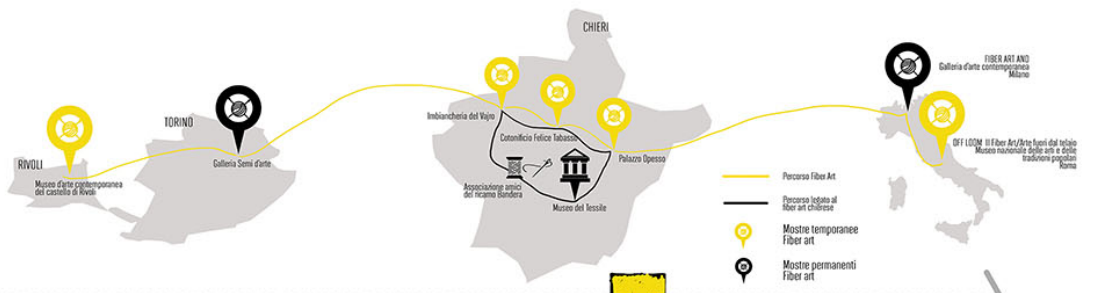 RIVOLI
Museo d'arte contemporanea
del castello di Rivoli
TORINO
Galleria Semi d'arte
CHIERI
Imbiancheria del Vajro
Cotonificio Felice Tabasso
Palazzo Opesso
Associazione amici
del ricamo Bandera
Museo del Tessile
FIBER ART AND
Galleria d'arte contemporanea
Milano
OFF LOOM II Fiber Art/Arte fuori dal telaio
Museo nazionale delle arti e delle
tradizioni popolari
Roma
Percorso Fiber Art
Percorso legato al
fiber art chierese
Mostre temporanee
Fiber art
Mostre permanenti
Fiber art